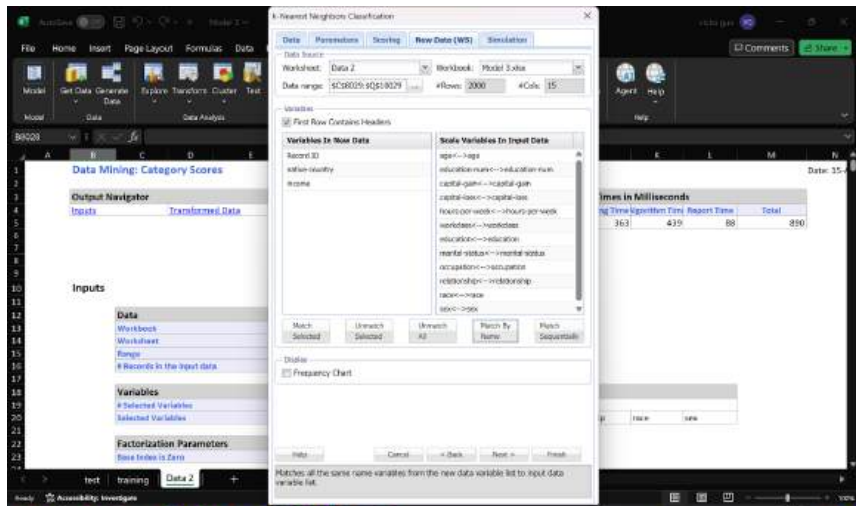 AutoSave
File Home Insert Page Layout Formulas Data
Comments Share
Model Get Data Generate Data Explore Transform Cluster Text
Agent Help
Model Data Data Analysis Help
B8028
A B C D E K L M N
Data Mining: Category Scores
Date: 15-
Output Navigator
Times in Milliseconds
Inputs Transformed Data
Report Time Total
363 439 88 890
Inputs
Data
Workbook
Worksheet
Range
# Records in the input data
Variables
# Selected Variables
Selected Variables
race sex
Factorization Parameters
Base Index is Zero
test training Data 2 +
Ready Accessibility: Investigate
100%
k-Nearest Neighbors Classification
Data Parameters Scoring New Data (WS) Simulation
Data Source
Worksheet: Data 2 Workbook: Model 3.xlsx
Data range: $C$8029:$Q$10029 ... #Rows: 2000 #Cols: 15
Variables
First Row Contains Headers
Variables In New Data
Record ID
native-country
income
Scale Variables In Input Data
age<-->age
education-num<-->education-num
capital-gain<-->capital-gain
capital-loss<-->capital-loss
hours-per-week<-->hours-per-week
workclass<-->workclass
education<-->education
marital-status<-->marital-status
occupation<-->occupation
relationship<-->relationship
race<-->race
sex<-->sex
Match Selected
Unmatch Selected
Unmatch All
Match By Name
Match Sequentially
Display
Frequency Chart
Help Cancel < Back Next > Finish
Matches all the same name variables from the new data variable list to input data
variable list.